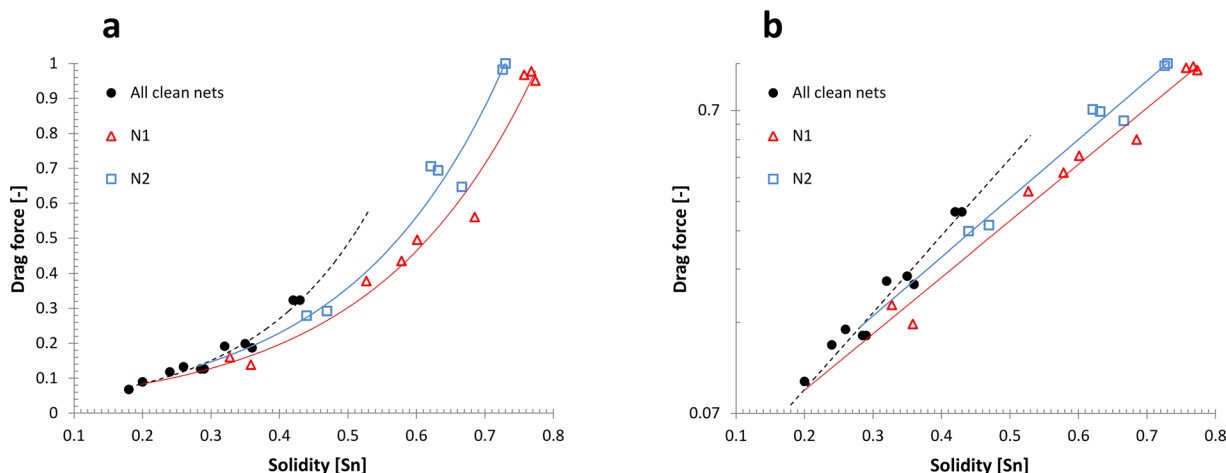 a
Drag force [-]
1
0.9
0.8
0.7
0.6
0.5
0.4
0.3
0.2
0.1
0
All clean nets
N1
N2
0.1 0.2 0.3 0.4 0.5 0.6 0.7 0.8
Solidity [Sn]
b
Drag force [-]
0.7
0.07
All clean nets
N1
N2
0.1 0.2 0.3 0.4 0.5 0.6 0.7 0.8
Solidity [Sn]